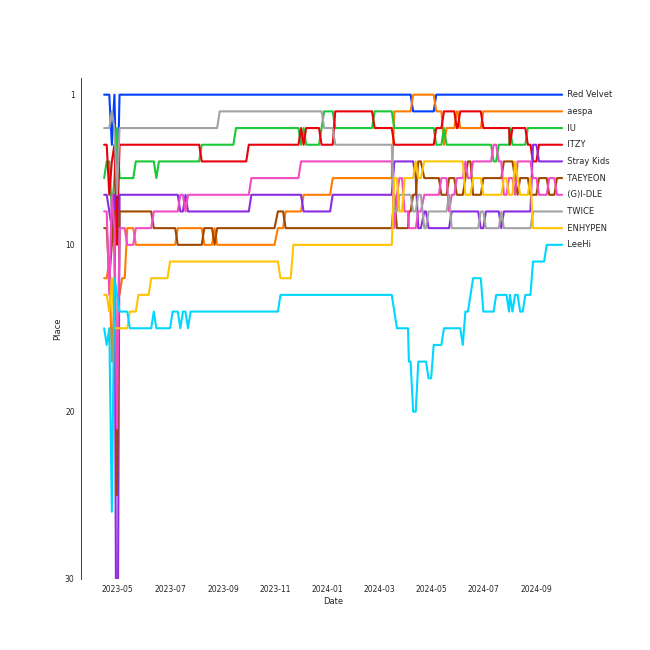 1
10
20
30
Place
Red Velvet
aespa
IU
ITZY
Stray Kids
TAEYEON
(G)I-DLE
TWICE
ENHYPEN
LeeHi
2023-05
2023-07
2023-09
2023-11
2024-01
2024-03
2024-05
2024-07
2024-09
Date